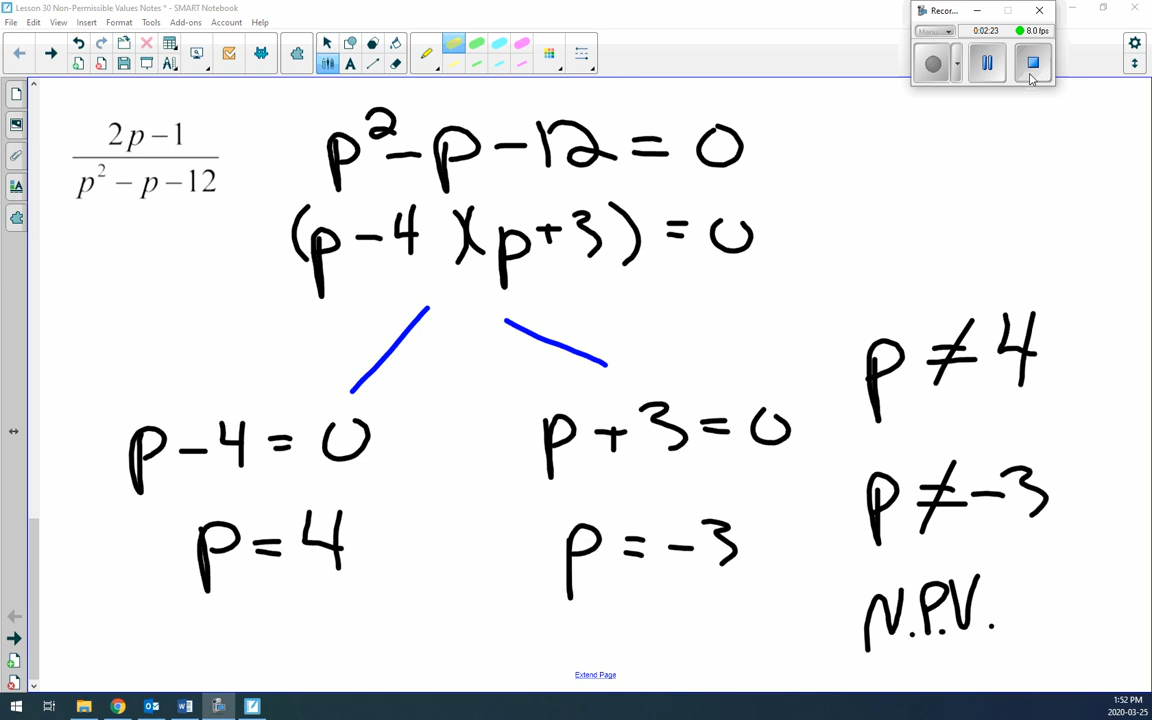 Lesson 30 Non-Permissible Values Notes * - SMART Notebook
File Edit View Insert Format Tools Add-ons Account Help
Recor...
Menu
0:02:23
8.0 fps
2p − 1
p² − p − 12
p² − p − 12 = 0
(p − 4)(p + 3) = 0
p − 4 = 0
p + 3 = 0
p = 4
p = −3
p ≠ 4
p ≠ −3
N.P.V.
Extend Page
1:52 PM
2020-03-25